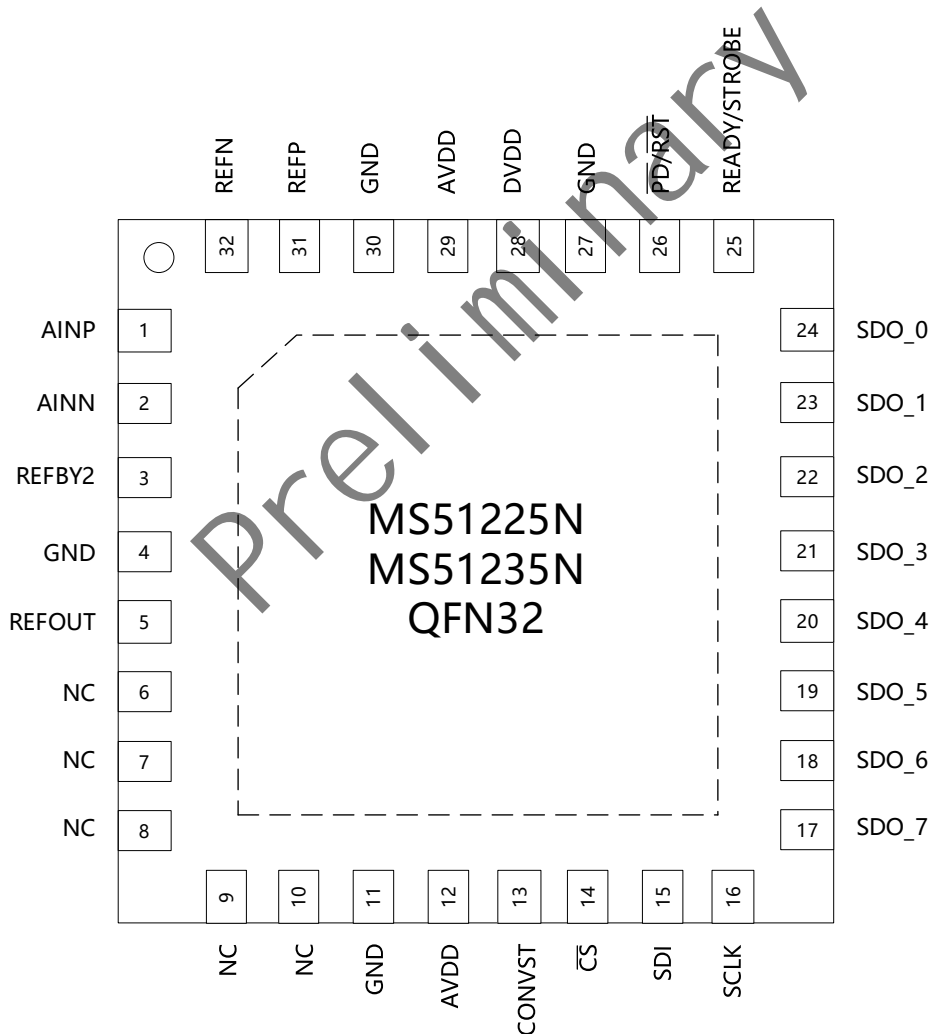 REFN
REFP
GND
AVDD
DVDD
GND
PD/RST
READY/STROBE
32
31
30
29
28
27
26
25
AINP 1
AINN 2
REFBY2 3
GND 4
REFOUT 5
NC 6
NC 7
NC 8
24 SDO_0
23 SDO_1
22 SDO_2
21 SDO_3
20 SDO_4
19 SDO_5
18 SDO_6
17 SDO_7
MS51225N
MS51235N
QFN32
9
10
11
12
13
14
15
16
NC
NC
GND
AVDD
CONVST
CS
SDI
SCLK
Preliminary